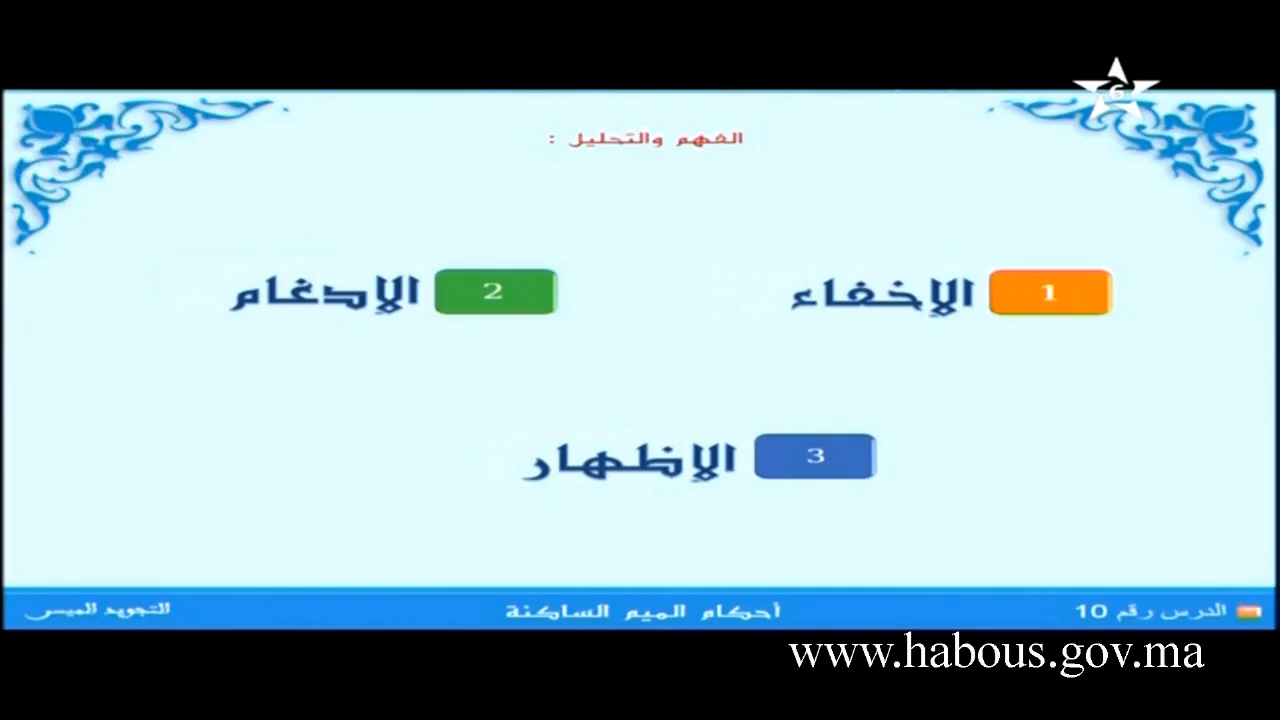 6
الفهم والتحليل :
1 الإخفاء
2 الإدغام
3 الإظهار
الدرس رقم 10
أحكام الميم الساكنة
التجويد الميسر
www.habous.gov.ma